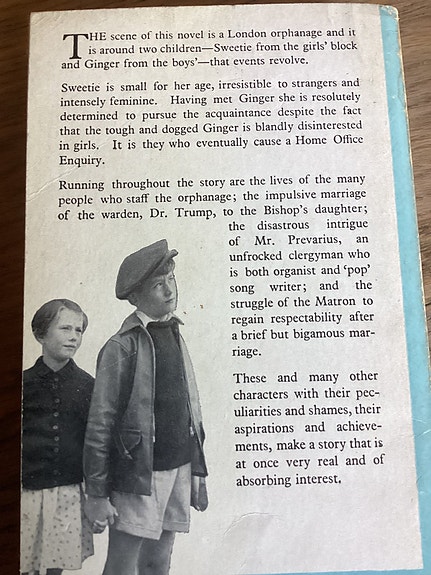 THE scene of this novel is a London orphanage and it
is around two children—Sweetie from the girls' block
and Ginger from the boys'—that events revolve.
Sweetie is small for her age, irresistible to strangers and
intensely feminine. Having met Ginger she is resolutely
determined to pursue the acquaintance despite the fact
that the tough and dogged Ginger is blandly disinterested
in girls. It is they who eventually cause a Home Office
Enquiry.
Running throughout the story are the lives of the many
people who staff the orphanage; the impulsive marriage
of the warden, Dr. Trump, to the Bishop's daughter;
the disastrous intrigue
of Mr. Prevarius, an
unfrocked clergyman who
is both organist and 'pop'
song writer; and the
struggle of the Matron to
regain respectability after
a brief but bigamous mar-
riage.
These and many other
characters with their pec-
uliarities and shames, their
aspirations and achieve-
ments, make a story that is
at once very real and of
absorbing interest.